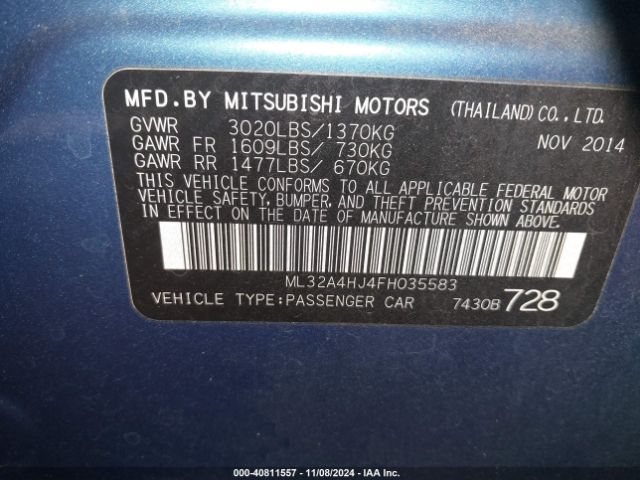 MFD.BY MITSUBISHI MOTORS (THAILAND) CO.,LTD.
GVWR 3020LBS/1370KG NOV 2014
GAWR FR 1609LBS/ 730KG
GAWR RR 1477LBS/ 670KG
THIS VEHICLE CONFORMS TO ALL APPLICABLE FEDERAL MOTOR
VEHICLE SAFETY, BUMPER, AND THEFT PREVENTION STANDARDS
IN EFFECT ON THE DATE OF MANUFACTURE SHOWN ABOVE.
ML32A4HJ4FH035583
VEHICLE TYPE:PASSENGER CAR 7430B 728
000-40811557 - 11/08/2024 - IAA Inc.